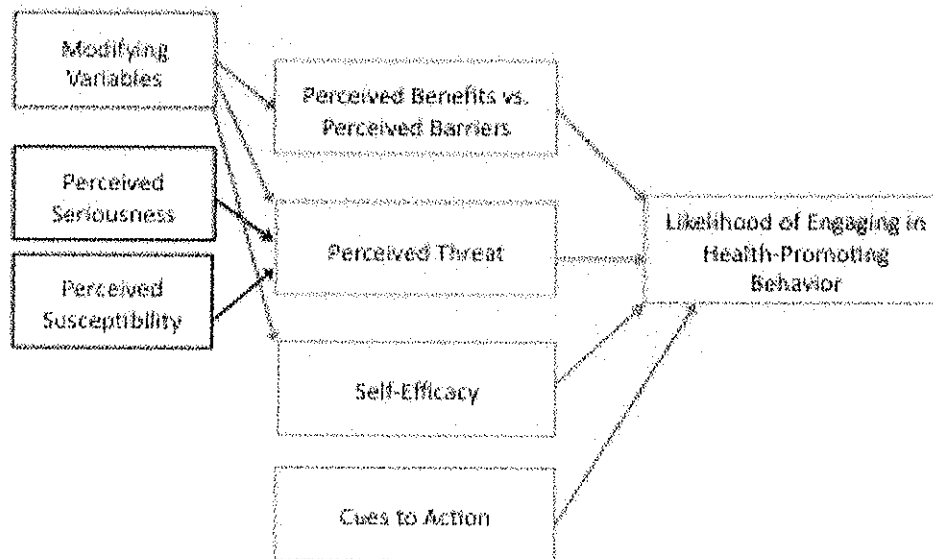 Modifying
Variables
Perceived Benefits vs.
Perceived Barriers
Perceived
Seriousness
Perceived Threat
Likelihood of Engaging in
Health-Promoting
Behavior
Perceived
Susceptibility
Self-Efficacy
Cues to Action